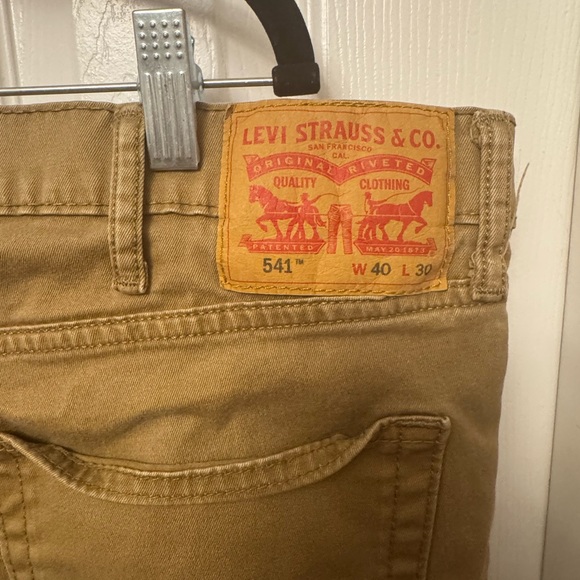 LEVI STRAUSS & CO.
SAN FRANCISCO
CAL
ORIGINAL RIVETED
QUALITY CLOTHING
PATENTED MAY 20 1873
541™ W 40 L 30